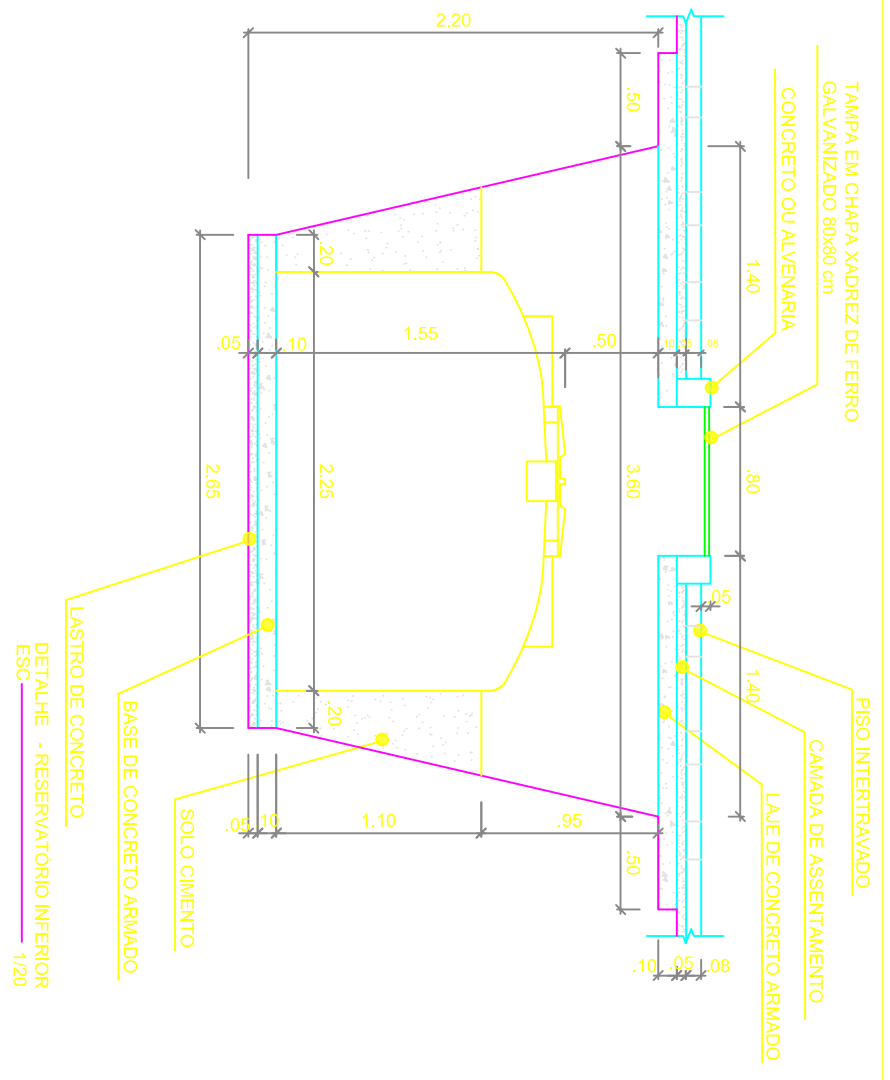 TAMPA EM CHAPA XADREZ DE FERRO
GALVANIZADO 80x80 cm
CONCRETO OU ALVENARIA
PISO INTERTRAVADO
CAMADA DE ASSENTAMENTO
LAJE DE CONCRETO ARMADO
1.40
.80
1.40
.05
.10
.05
.08
.50
3.60
.50
2.20
.10
.05
.08
.50
1.55
.10
.05
.95
1.10
.10
.05
.20
2.25
.20
2.65
SOLO CIMENTO
BASE DE CONCRETO ARMADO
LASTRO DE CONCRETO
DETALHE - RESERVATÓRIO INFERIOR
ESC 1/20